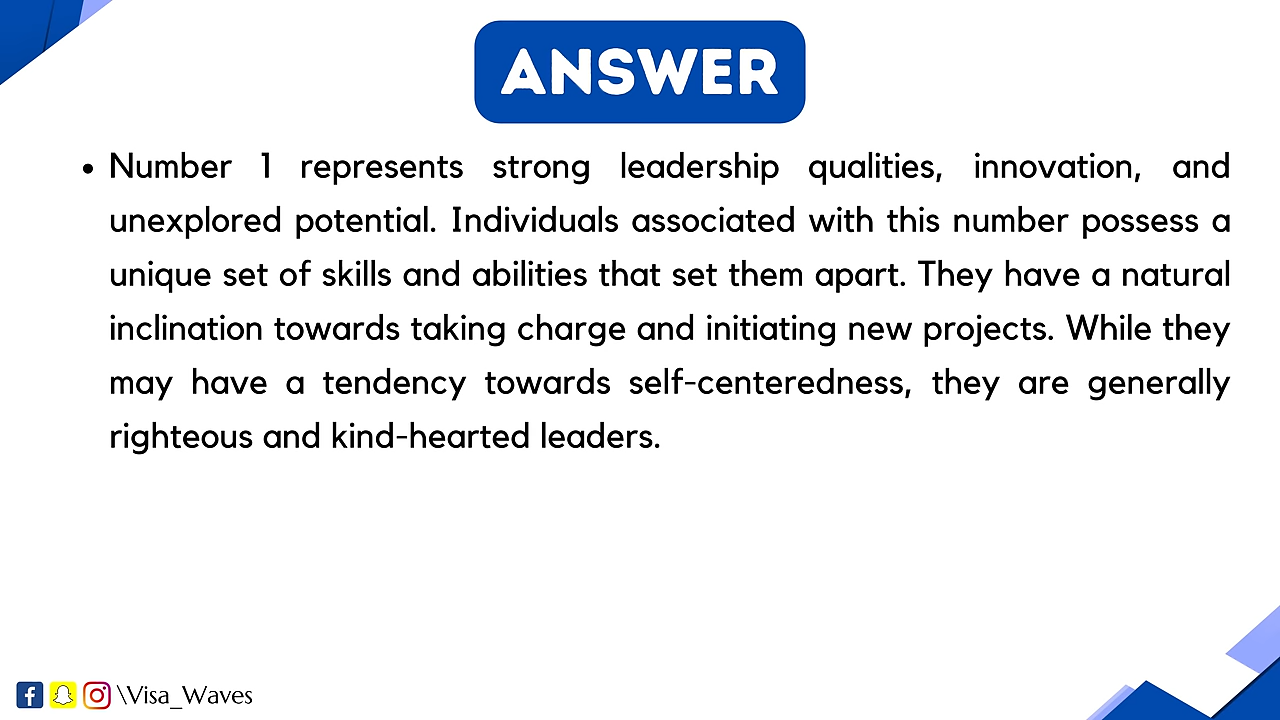 ANSWER
• Number 1 represents strong leadership qualities, innovation, and
unexplored potential. Individuals associated with this number possess a
unique set of skills and abilities that set them apart. They have a natural
inclination towards taking charge and initiating new projects. While they
may have a tendency towards self-centeredness, they are generally
righteous and kind-hearted leaders.
\Visa_Waves